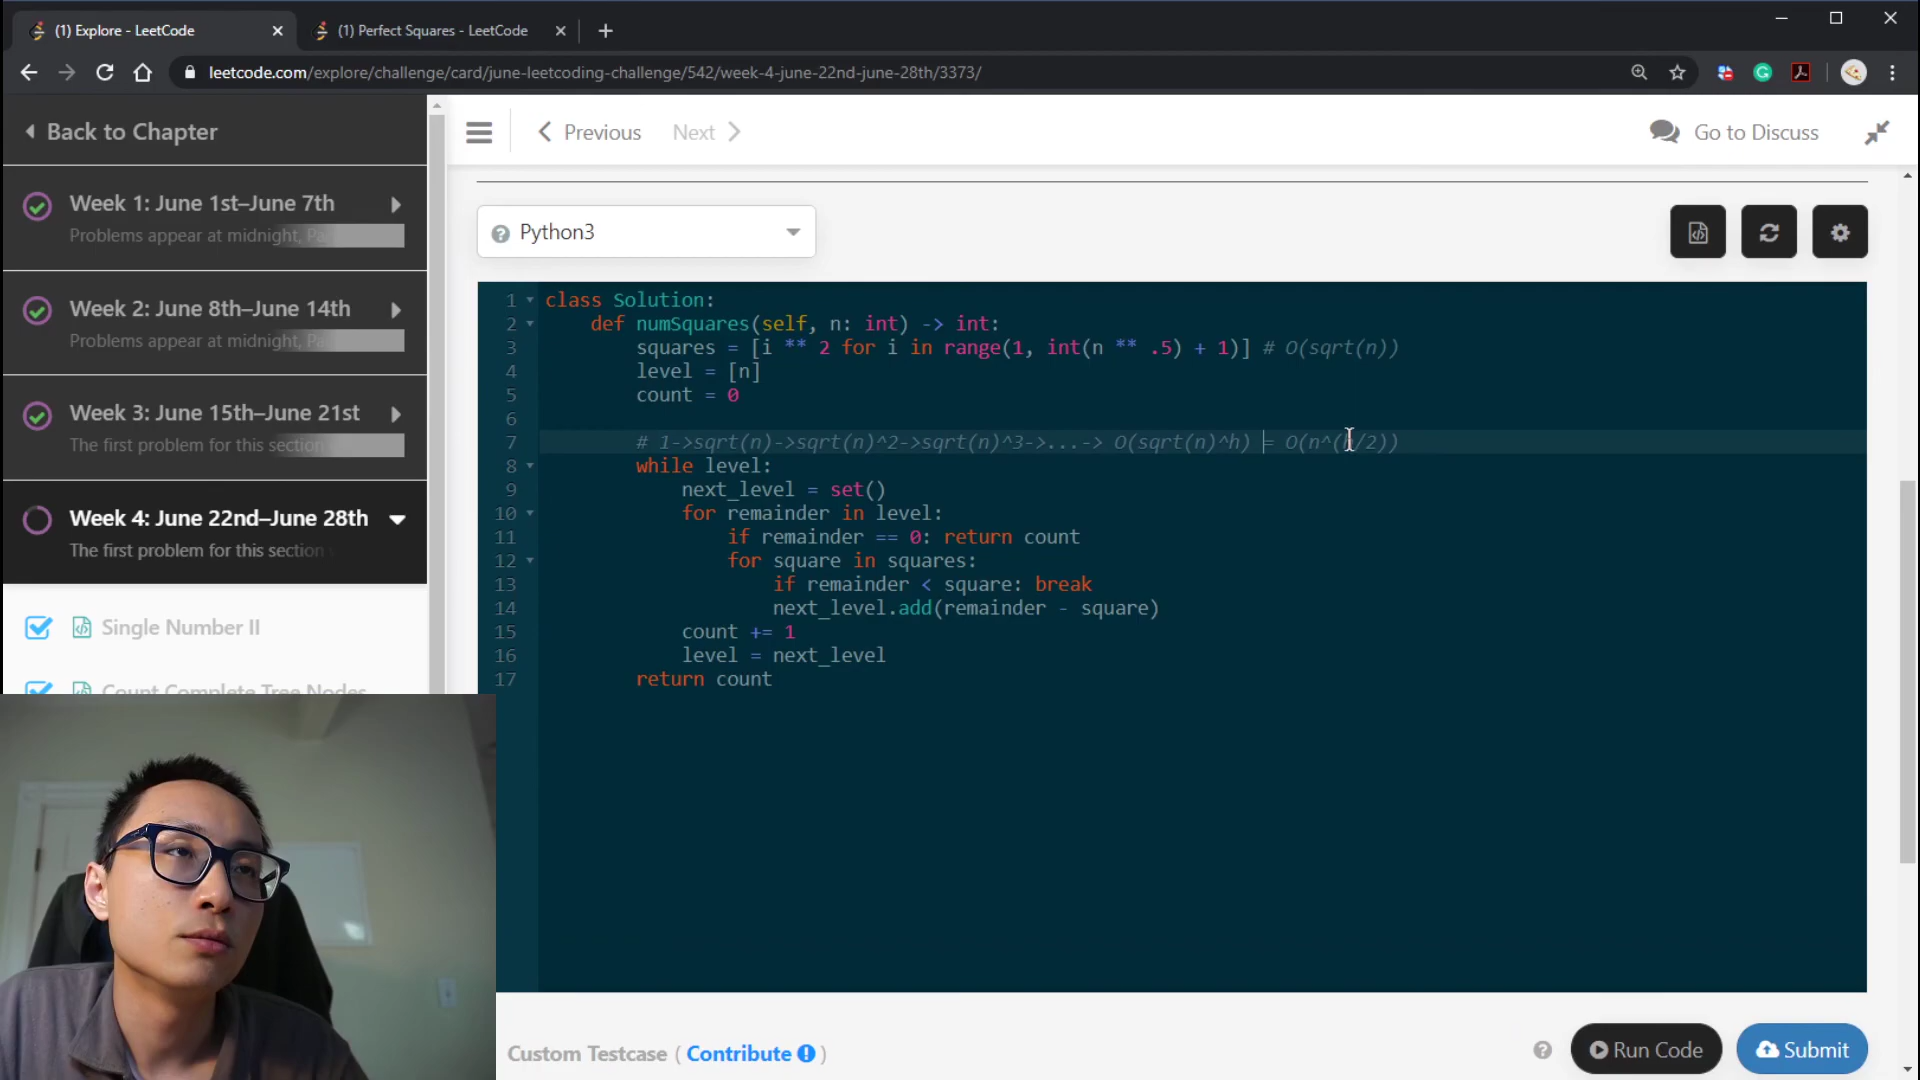 (1) Explore - LeetCode
(1) Perfect Squares - LeetCode
leetcode.com/explore/challenge/card/june-leetcoding-challenge/542/week-4-june-22nd-june-28th/3373/
Back to Chapter
Previous
Next
Go to Discuss
Week 1: June 1st–June 7th
Problems appear at midnight,
Week 2: June 8th–June 14th
Problems appear at midnight,
Week 3: June 15th–June 21st
The first problem for this section
Week 4: June 22nd–June 28th
The first problem for this section
Single Number II
Count Complete Tree Nodes
Python3
1 class Solution:
2 def numSquares(self, n: int) -> int:
3 squares = [i ** 2 for i in range(1, int(n ** .5) + 1)] # O(sqrt(n))
4 level = [n]
5 count = 0
6
7 # 1->sqrt(n)->sqrt(n)^2->sqrt(n)^3->...-> O(sqrt(n)^h) = O(n^(h/2))
8 while level:
9 next_level = set()
10 for remainder in level:
11 if remainder == 0: return count
12 for square in squares:
13 if remainder < square: break
14 next_level.add(remainder - square)
15 count += 1
16 level = next_level
17 return count
Custom Testcase ( Contribute )
Run Code
Submit